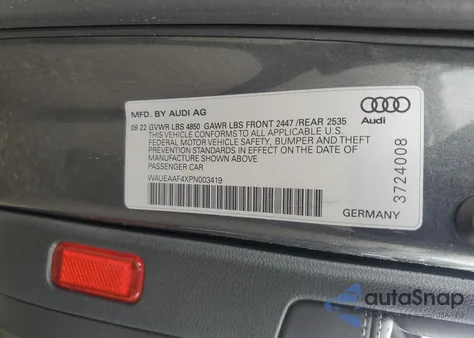 MFD. BY AUDI AG
09 22 GVWR LBS 4850 GAWR LBS FRONT 2447 /REAR 2535
THIS VEHICLE CONFORMS TO ALL APPLICABLE U.S.
FEDERAL MOTOR VEHICLE SAFETY, BUMPER AND THEFT
PREVENTION STANDARDS IN EFFECT ON THE DATE OF
MANUFACTURE SHOWN ABOVE
PASSENGER CAR
WAUEAAF4XPN003419
GERMANY
Audi
3724008
autoSnap